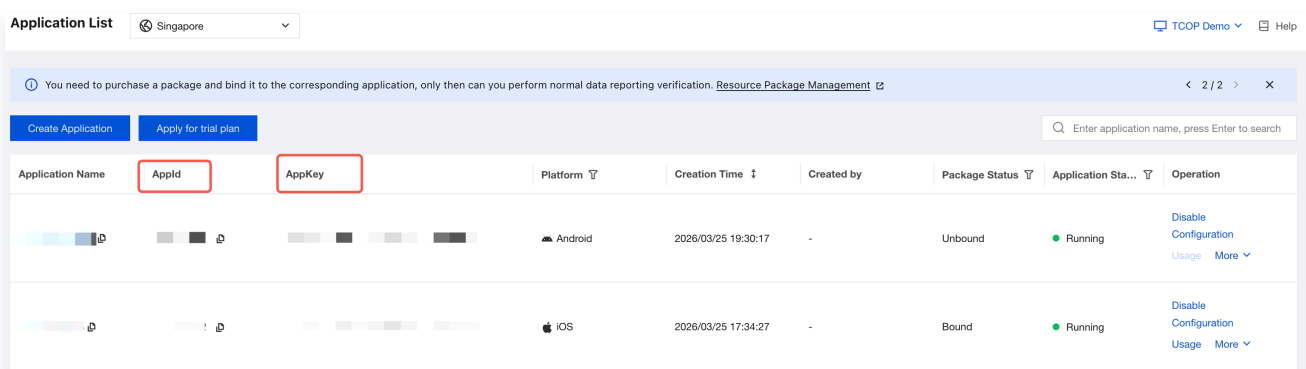 Application List
Singapore
TCOP Demo
Help
You need to purchase a package and bind it to the corresponding application, only then can you perform normal data reporting verification. Resource Package Management
2 / 2
Create Application
Apply for trial plan
Enter application name, press Enter to search
Application Name AppId AppKey Platform Creation Time Created by Package Status Application Sta... Operation
Android 2026/03/25 19:30:17 - Unbound Running
Disable
Configuration
Usage More
iOS 2026/03/25 17:34:27 - Bound Running
Disable
Configuration
Usage More